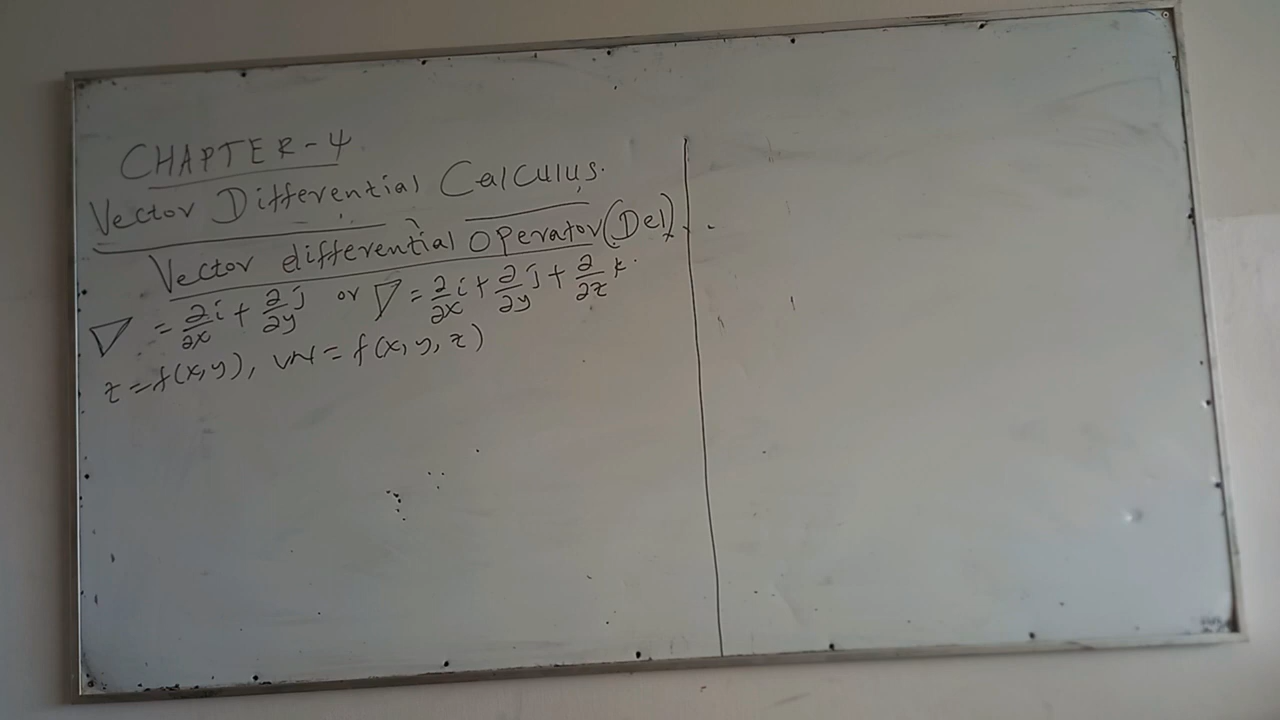 CHAPTER-4
Vector Differential Calculus.
Vector differential operator (Del).
∇ = ∂/∂x i + ∂/∂y j or ∇ = ∂/∂x i + ∂/∂y j + ∂/∂z k.
z = f(x,y), w = f(x, y, z)